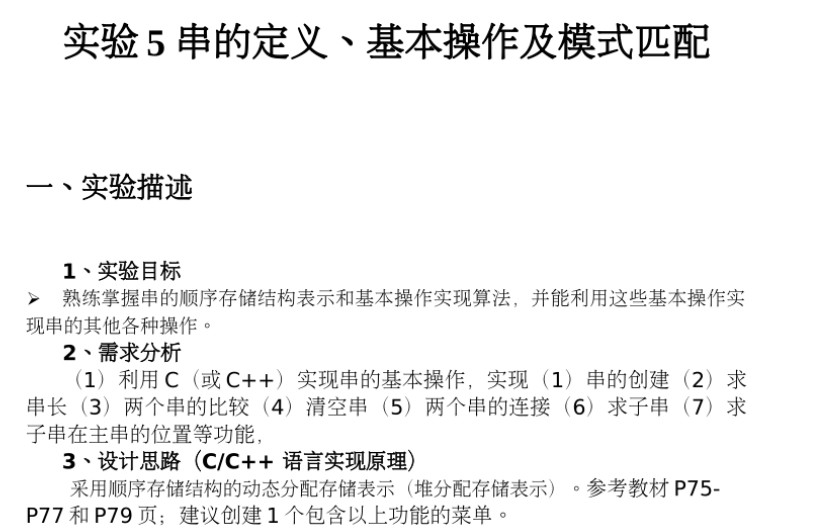 实验 5 串的定义、基本操作及模式匹配
一、实验描述
1、实验目标
➢ 熟练掌握串的顺序存储结构表示和基本操作实现算法，并能利用这些基本操作实
现串的其他各种操作。
2、需求分析
（1）利用 C（或 C++）实现串的基本操作，实现（1）串的创建（2）求
串长（3）两个串的比较（4）清空串（5）两个串的连接（6）求子串（7）求
子串在主串的位置等功能，
3、设计思路（C/C++ 语言实现原理）
采用顺序存储结构的动态分配存储表示（堆分配存储表示）。参考教材 P75-
P77 和 P79 页；建议创建 1 个包含以上功能的菜单。